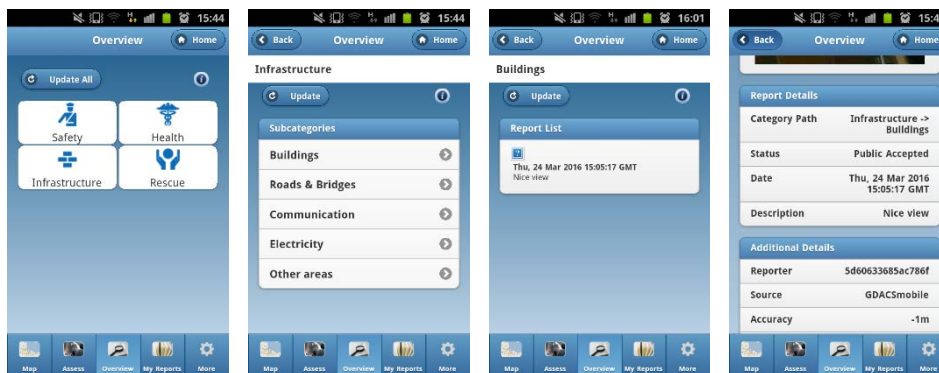 15:44
Overview
Home
Update All
Safety
Health
Infrastructure
Rescue
Map
Assess
Overview
My Reports
More
15:44
Back
Overview
Home
Infrastructure
Update
Subcategories
Buildings
Roads & Bridges
Communication
Electricity
Other areas
Map
Assess
Overview
My Reports
More
16:01
Back
Overview
Home
Buildings
Update
Report List
Thu, 24 Mar 2016 15:05:17 GMT
Nice view
Map
Assess
Overview
My Reports
More
15:4
Back
Overview
Home
Report Details
Category Path
Infrastructure ->
Buildings
Status
Public Accepted
Date
Thu, 24 Mar 2016
15:05:17 GMT
Description
Nice view
Additional Details
Reporter
5d60633685ac786f
Source
GDACSmobile
Accuracy
-1m
Map
Assess
Overview
My Reports
More